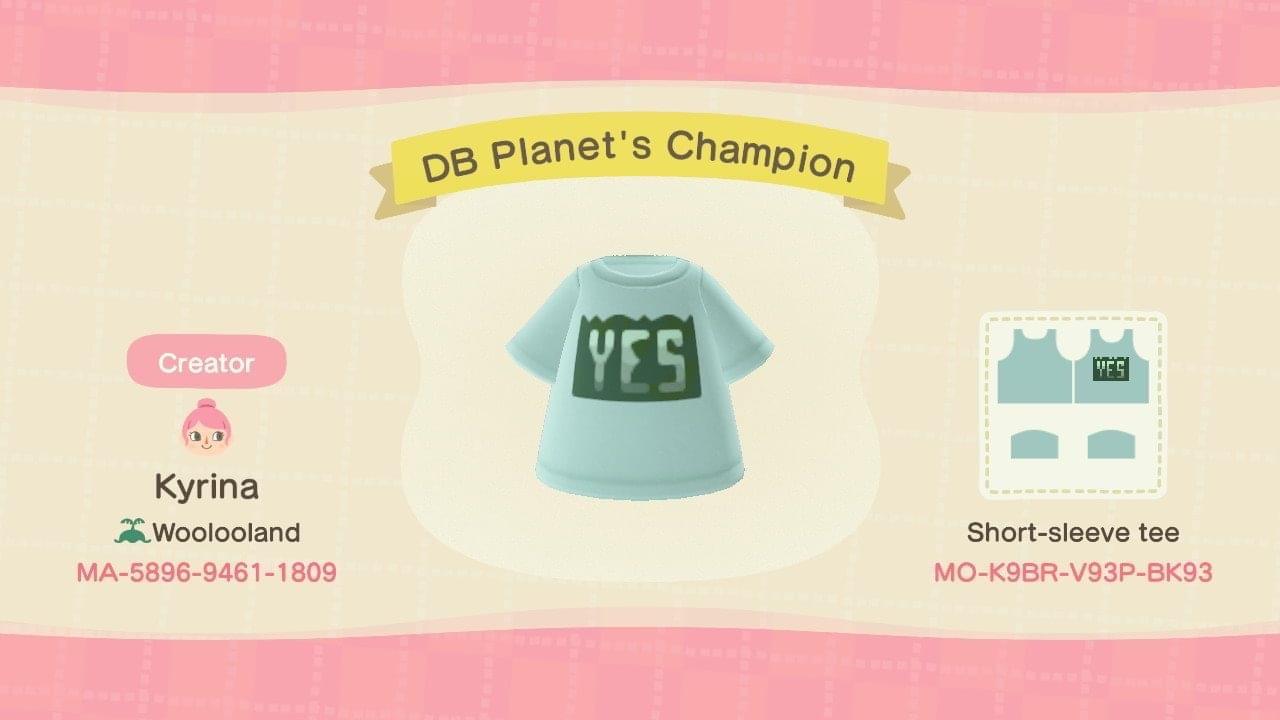 DB Planet's Champion
YES
Creator
Kyrina
Woolooland
MA-5896-9461-1809
YES
Short-sleeve tee
MO-K9BR-V93P-BK93